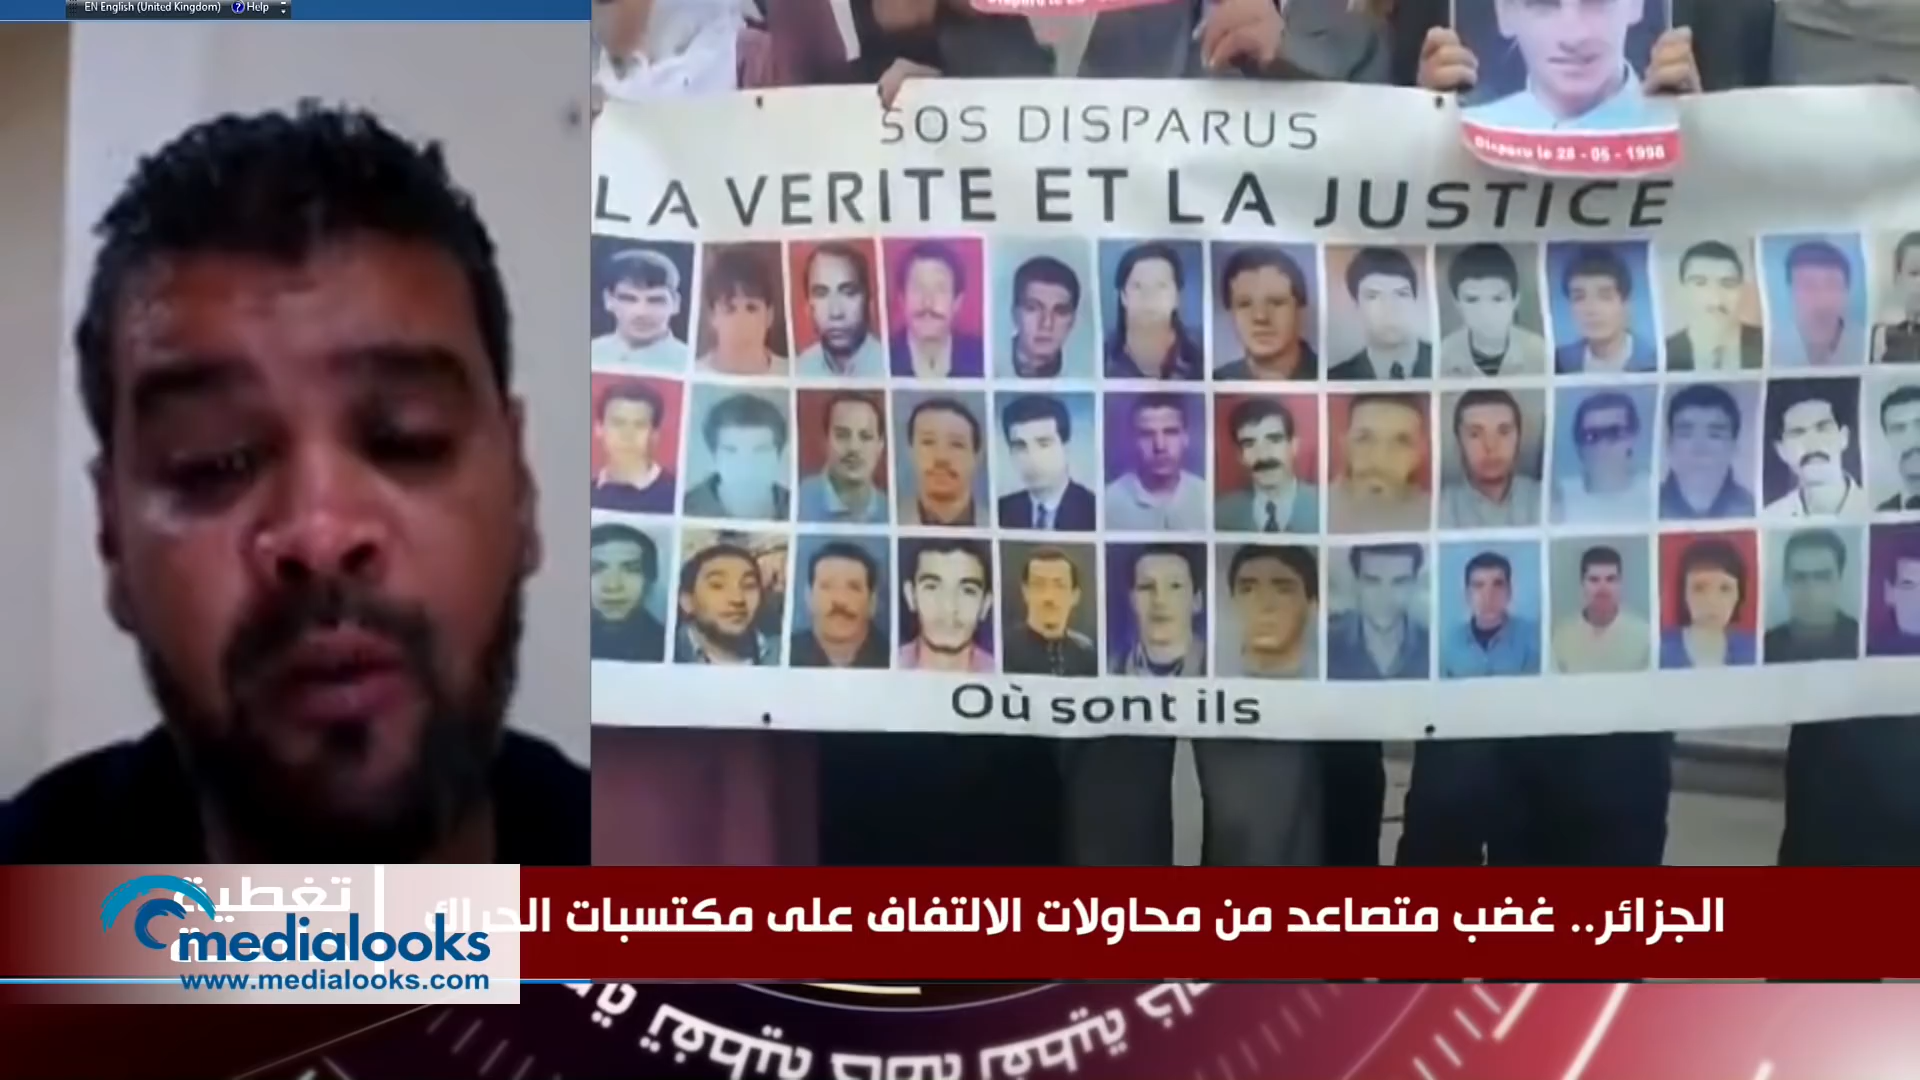 EN English (United Kingdom) ? Help
SOS DISPARUS
Disparu le 28 - 05 - 1998
LA VERITE ET LA JUSTICE
Où sont ils
الجزائر.. غضب متصاعد من محاولات الالتفاف على مكتسبات الحراك
تغطية
medialooks
www.medialooks.com